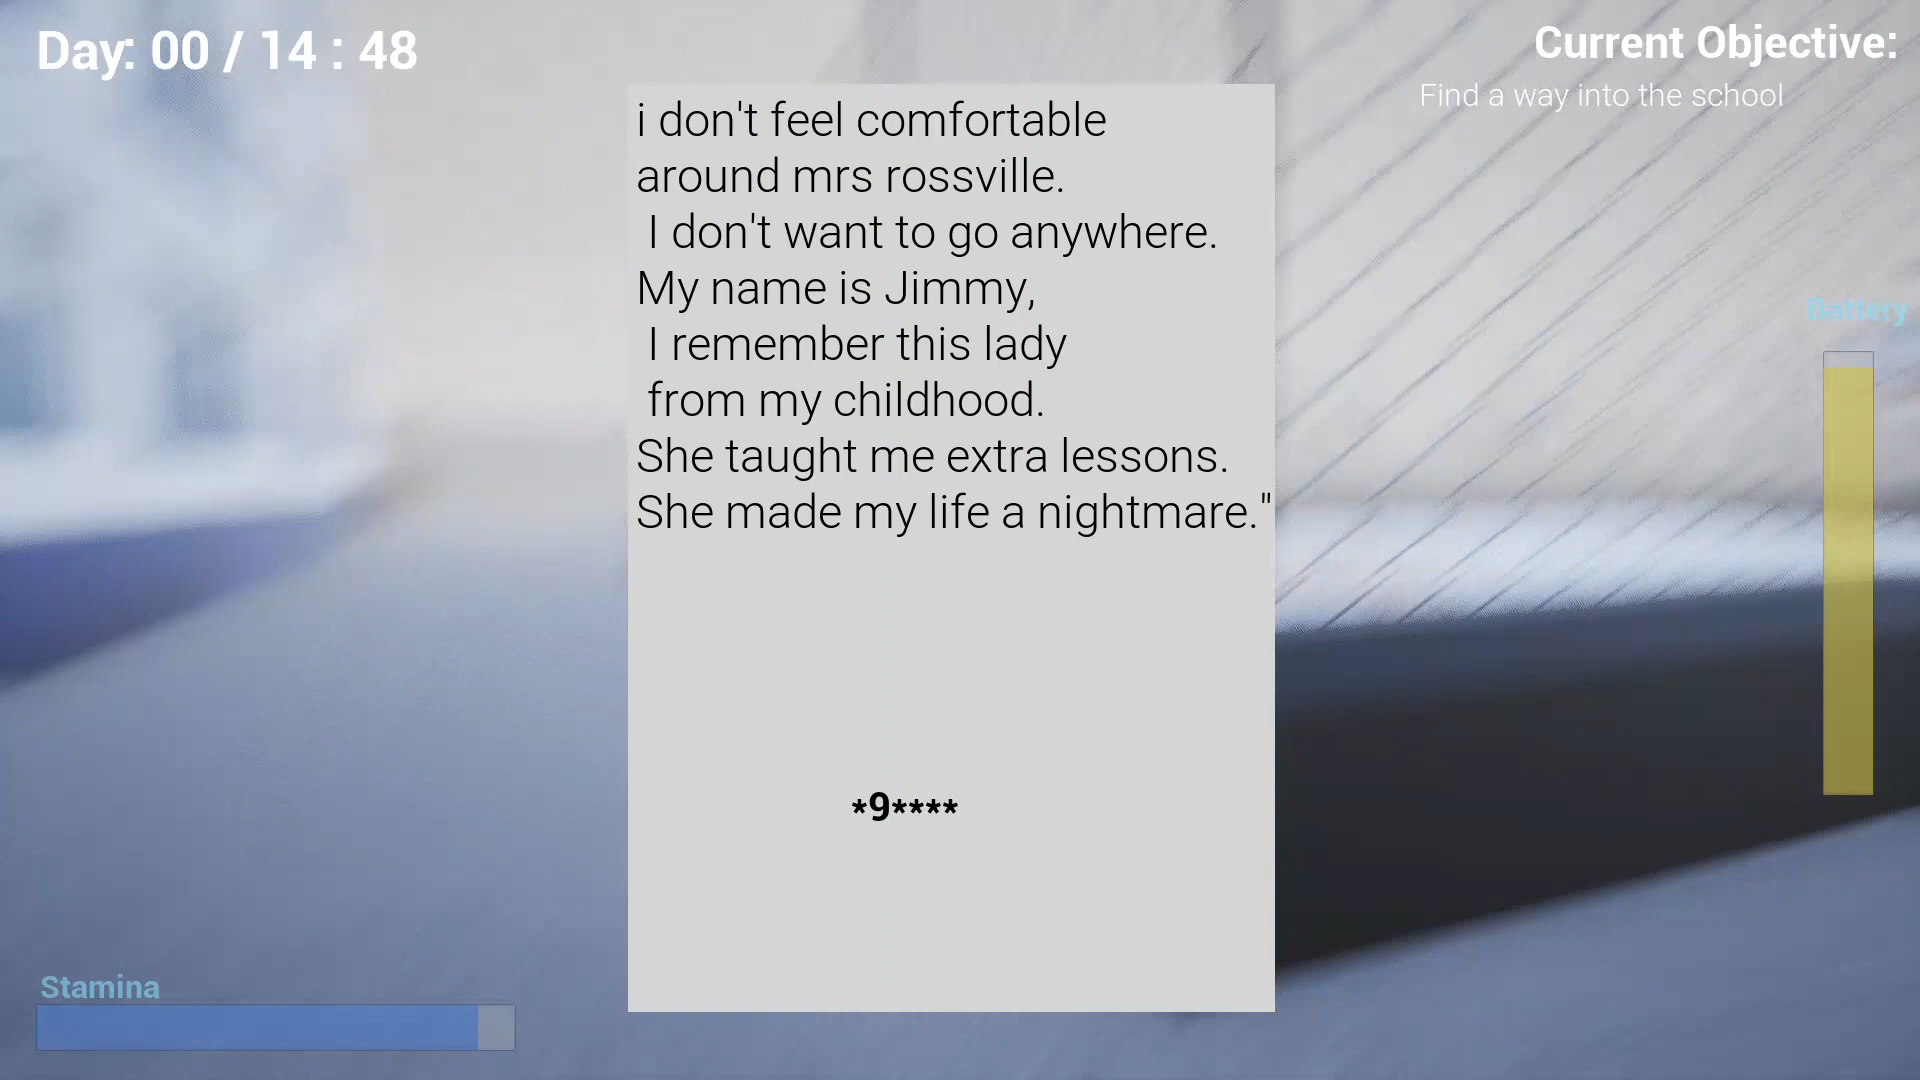 Day: 00 / 14 : 48
Current Objective:
Find a way into the school
i don't feel comfortable
around mrs rossville.
I don't want to go anywhere.
My name is Jimmy,
I remember this lady
from my childhood.
She taught me extra lessons.
She made my life a nightmare."
*9****
Battery
Stamina